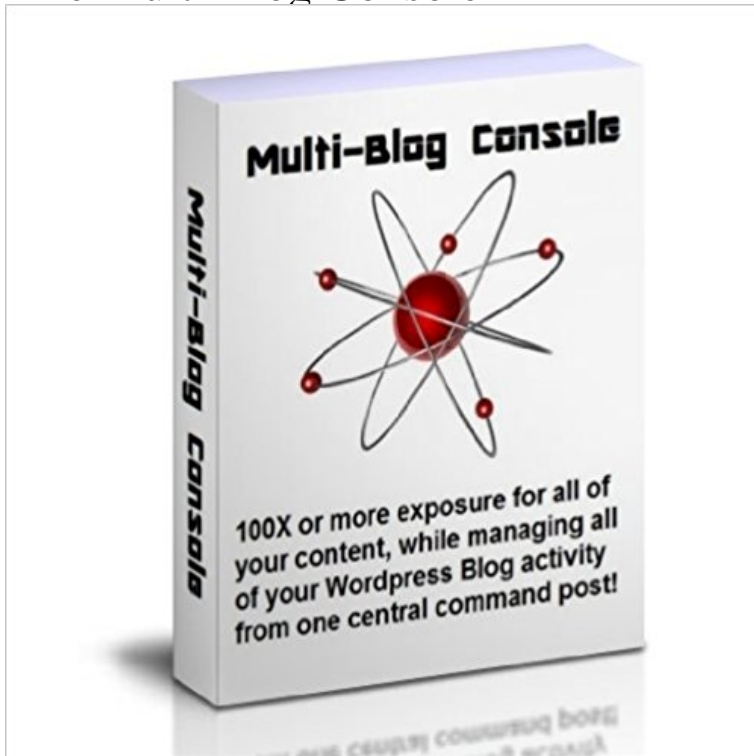 Multi-Blog Console
Multi-Blog Console
100X or more exposure for all of
your content, while managing all
of your Wordpress Blog activity
from one central command post!